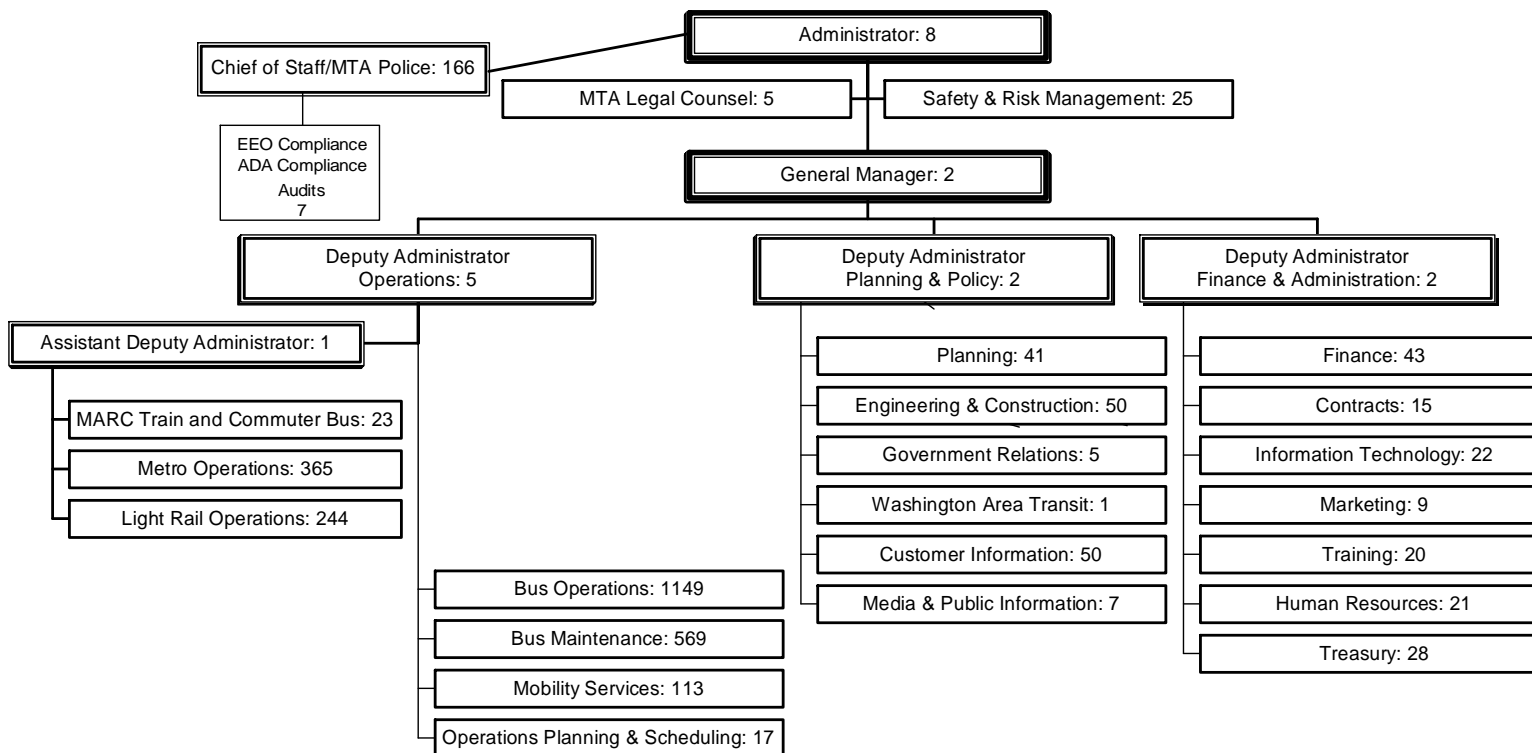 Administrator: 8
Chief of Staff/MTA Police: 166
MTA Legal Counsel: 5
Safety & Risk Management: 25
EEO Compliance
ADA Compliance
Audits
7
General Manager: 2
Deputy Administrator
Operations: 5
Deputy Administrator
Planning & Policy: 2
Deputy Administrator
Finance & Administration: 2
Assistant Deputy Administrator: 1
MARC Train and Commuter Bus: 23
Metro Operations: 365
Light Rail Operations: 244
Bus Operations: 1149
Bus Maintenance: 569
Mobility Services: 113
Operations Planning & Scheduling: 17
Planning: 41
Engineering & Construction: 50
Government Relations: 5
Washington Area Transit: 1
Customer Information: 50
Media & Public Information: 7
Finance: 43
Contracts: 15
Information Technology: 22
Marketing: 9
Training: 20
Human Resources: 21
Treasury: 28